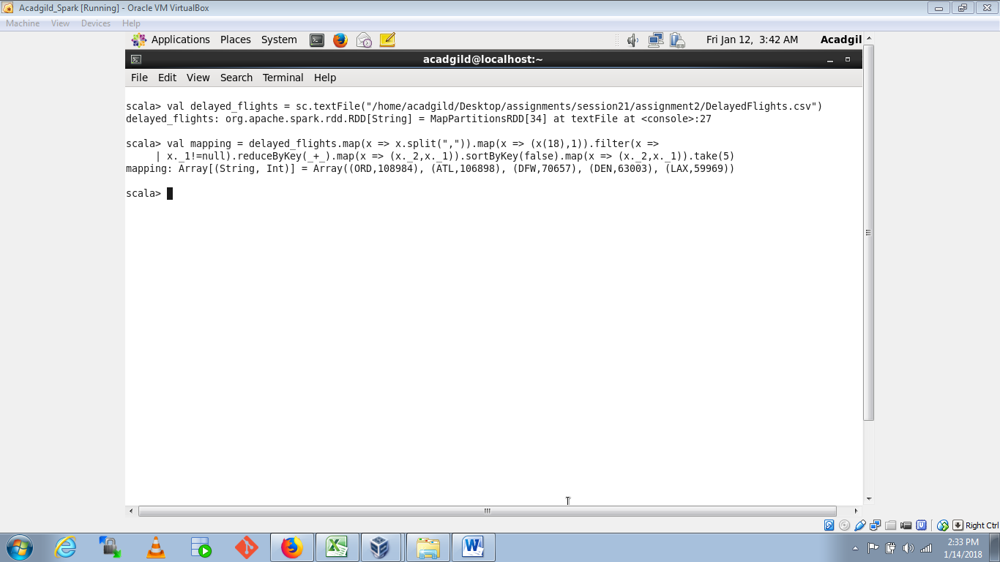 Acadgild_Spark [Running] - Oracle VM VirtualBox
Machine View Devices Help
Applications Places System Fri Jan 12, 3:42 AM Acadgil
acadgild@localhost:~
File Edit View Search Terminal Help
scala> val delayed_flights = sc.textFile("/home/acadgild/Desktop/assignments/session21/assignment2/DelayedFlights.csv")
delayed_flights: org.apache.spark.rdd.RDD[String] = MapPartitionsRDD[34] at textFile at <console>:27
scala> val mapping = delayed_flights.map(x => x.split(",")).map(x => (x(18),1)).filter(x =>
| x._1!=null).reduceByKey(_+_).map(x => (x._2,x._1)).sortByKey(false).map(x => (x._2,x._1)).take(5)
mapping: Array[(String, Int)] = Array((ORD,108984), (ATL,106898), (DFW,70657), (DEN,63003), (LAX,59969))
scala>
Right Ctrl
2:33 PM
1/14/2018